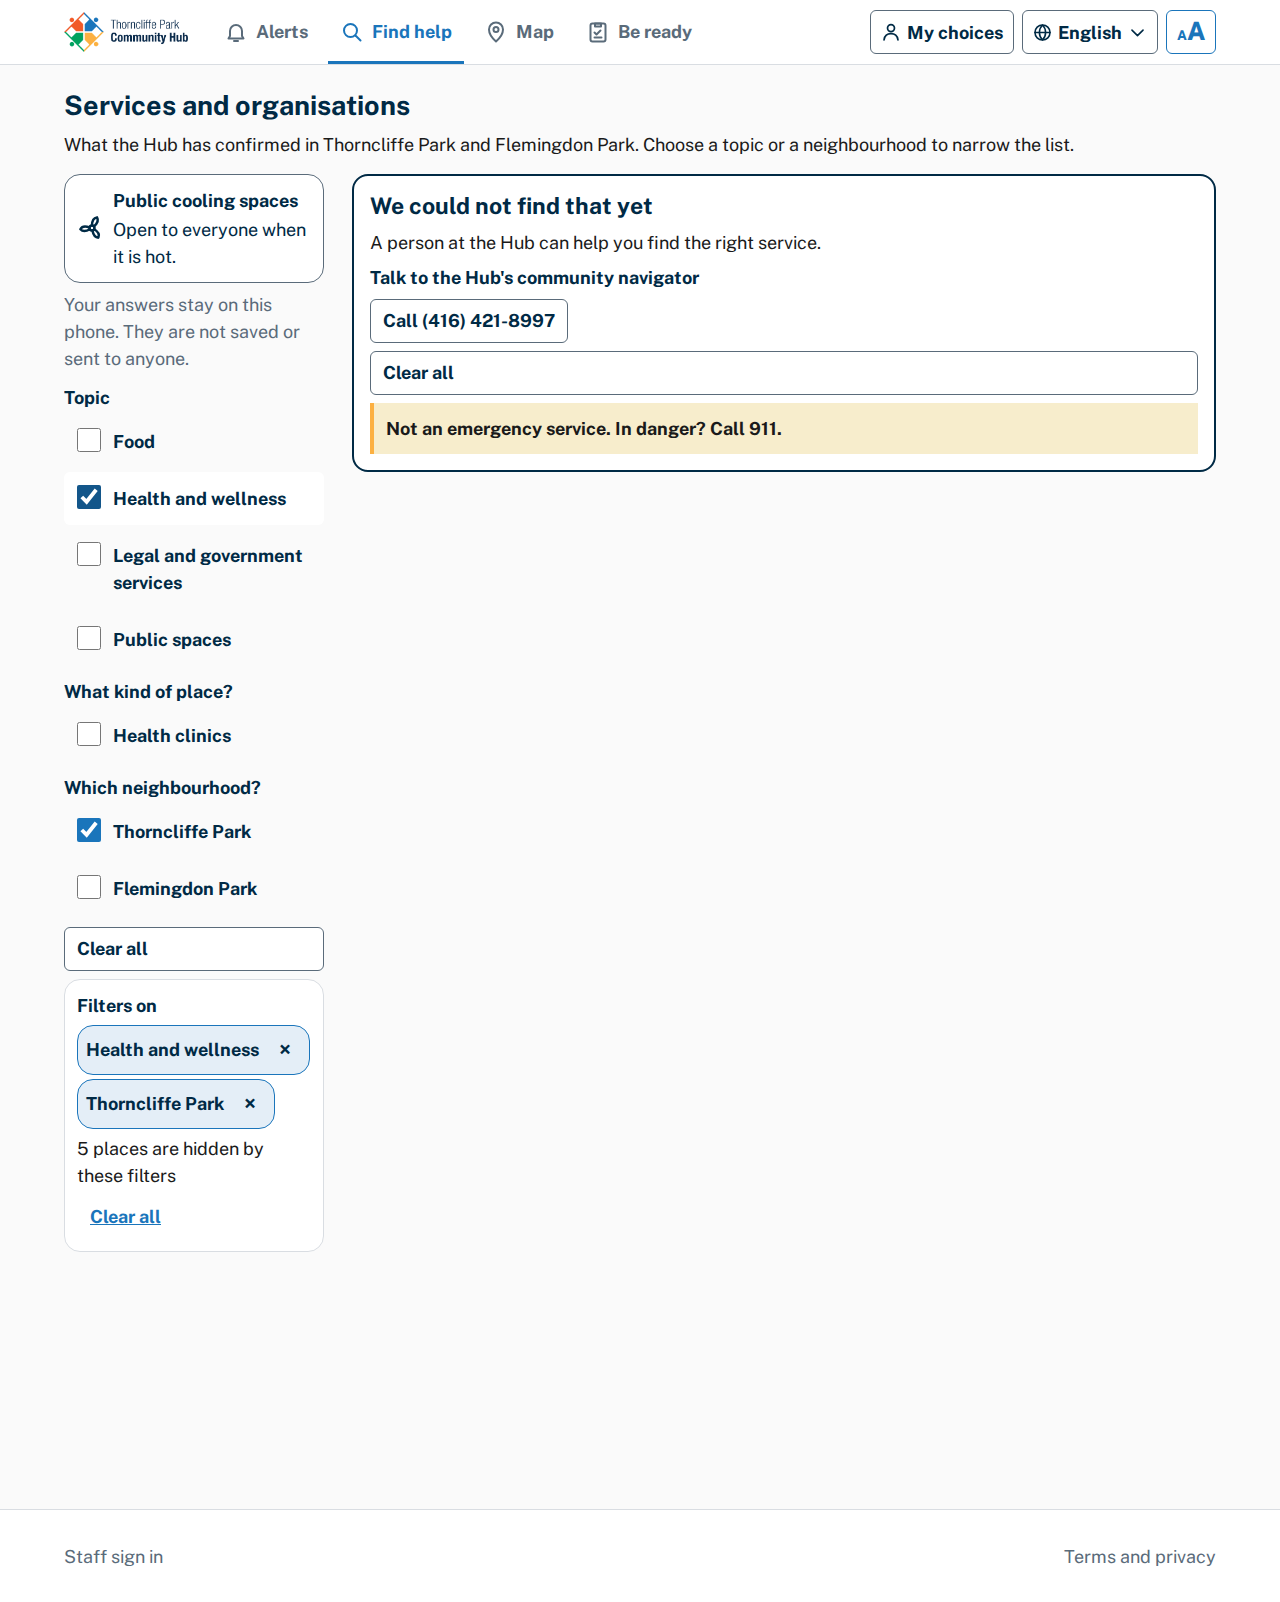 Thorncliffe Park
Community Hub
Alerts
Find help
Map
Be ready
My choices
English
AA
Services and organisations
What the Hub has confirmed in Thorncliffe Park and Flemingdon Park. Choose a topic or a neighbourhood to narrow the list.
Public cooling spaces
Open to everyone when
it is hot.
Your answers stay on this
phone. They are not saved or
sent to anyone.
Topic
Food
Health and wellness
Legal and government
services
Public spaces
What kind of place?
Health clinics
Which neighbourhood?
Thorncliffe Park
Flemingdon Park
Clear all
Filters on
Health and wellness ×
Thorncliffe Park ×
5 places are hidden by
these filters
Clear all
We could not find that yet
A person at the Hub can help you find the right service.
Talk to the Hub's community navigator
Call (416) 421-8997
Clear all
Not an emergency service. In danger? Call 911.
Staff sign in
Terms and privacy